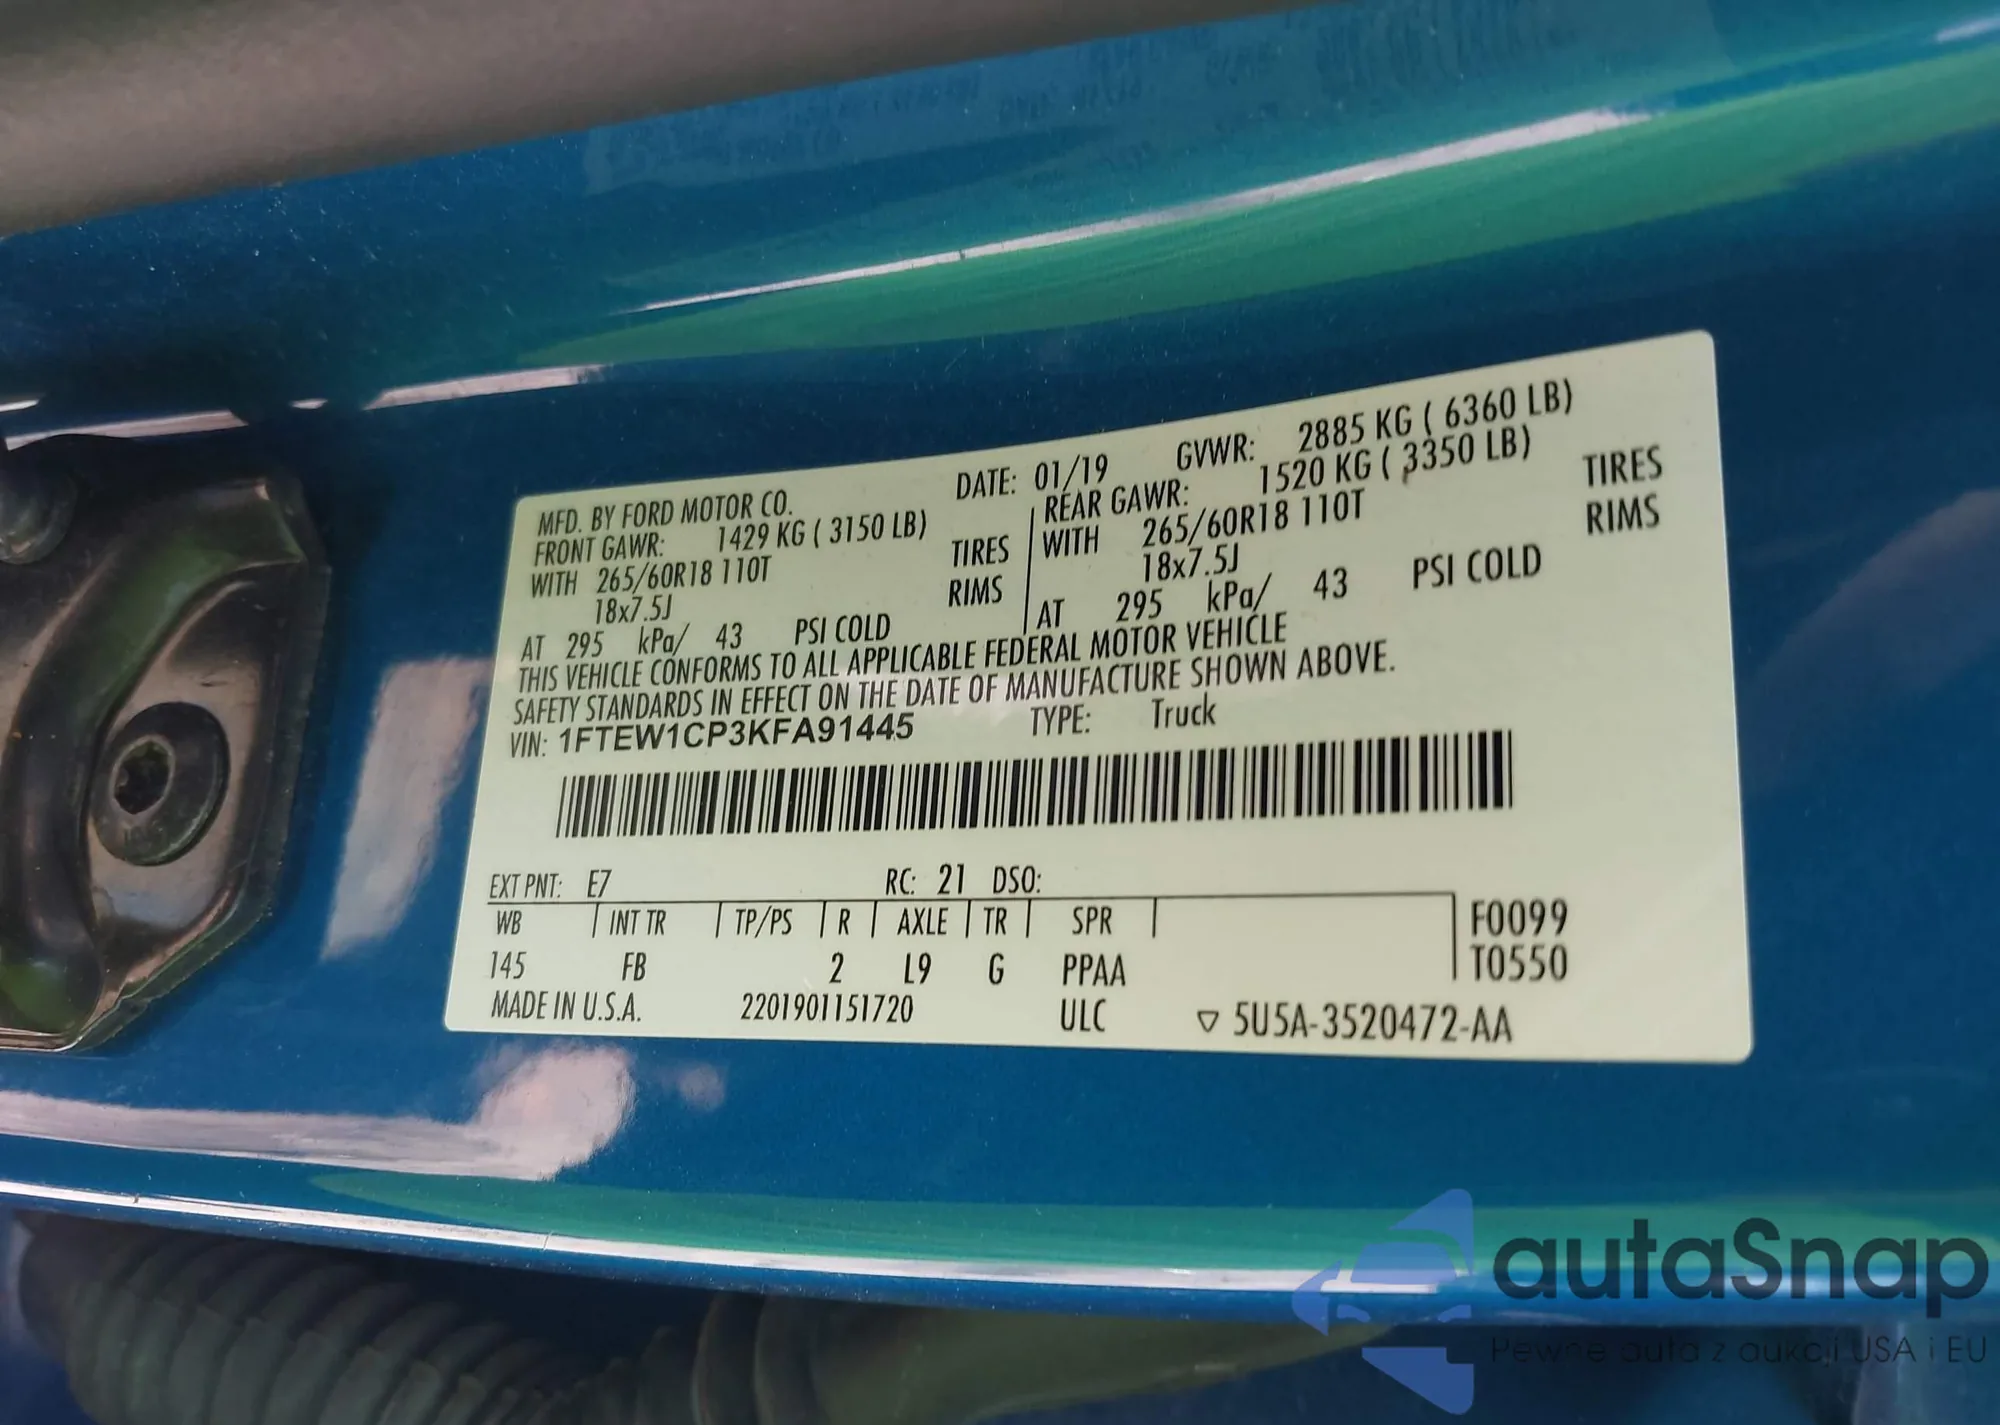 MFD. BY FORD MOTOR CO. DATE: 01/19 GVWR: 2885 KG ( 6360 LB)
FRONT GAWR: 1429 KG ( 3150 LB) REAR GAWR: 1520 KG ( 3350 LB)
WITH 265/60R18 110T TIRES WITH 265/60R18 110T TIRES
18x7.5J RIMS 18x7.5J RIMS
AT 295 kPa/ 43 PSI COLD AT 295 kPa/ 43 PSI COLD
THIS VEHICLE CONFORMS TO ALL APPLICABLE FEDERAL MOTOR VEHICLE
SAFETY STANDARDS IN EFFECT ON THE DATE OF MANUFACTURE SHOWN ABOVE.
VIN: 1FTEW1CP3KFA91445 TYPE: Truck
EXT PNT: E7 RC: 21 DSO:
WB INT TR TP/PS R AXLE TR SPR F0099
145 FB 2 L9 G PPAA T0550
MADE IN U.S.A. 2201901151720 ULC ▽ 5U5A-3520472-AA
autaSnap
Pewne auta z aukcji USA i EU